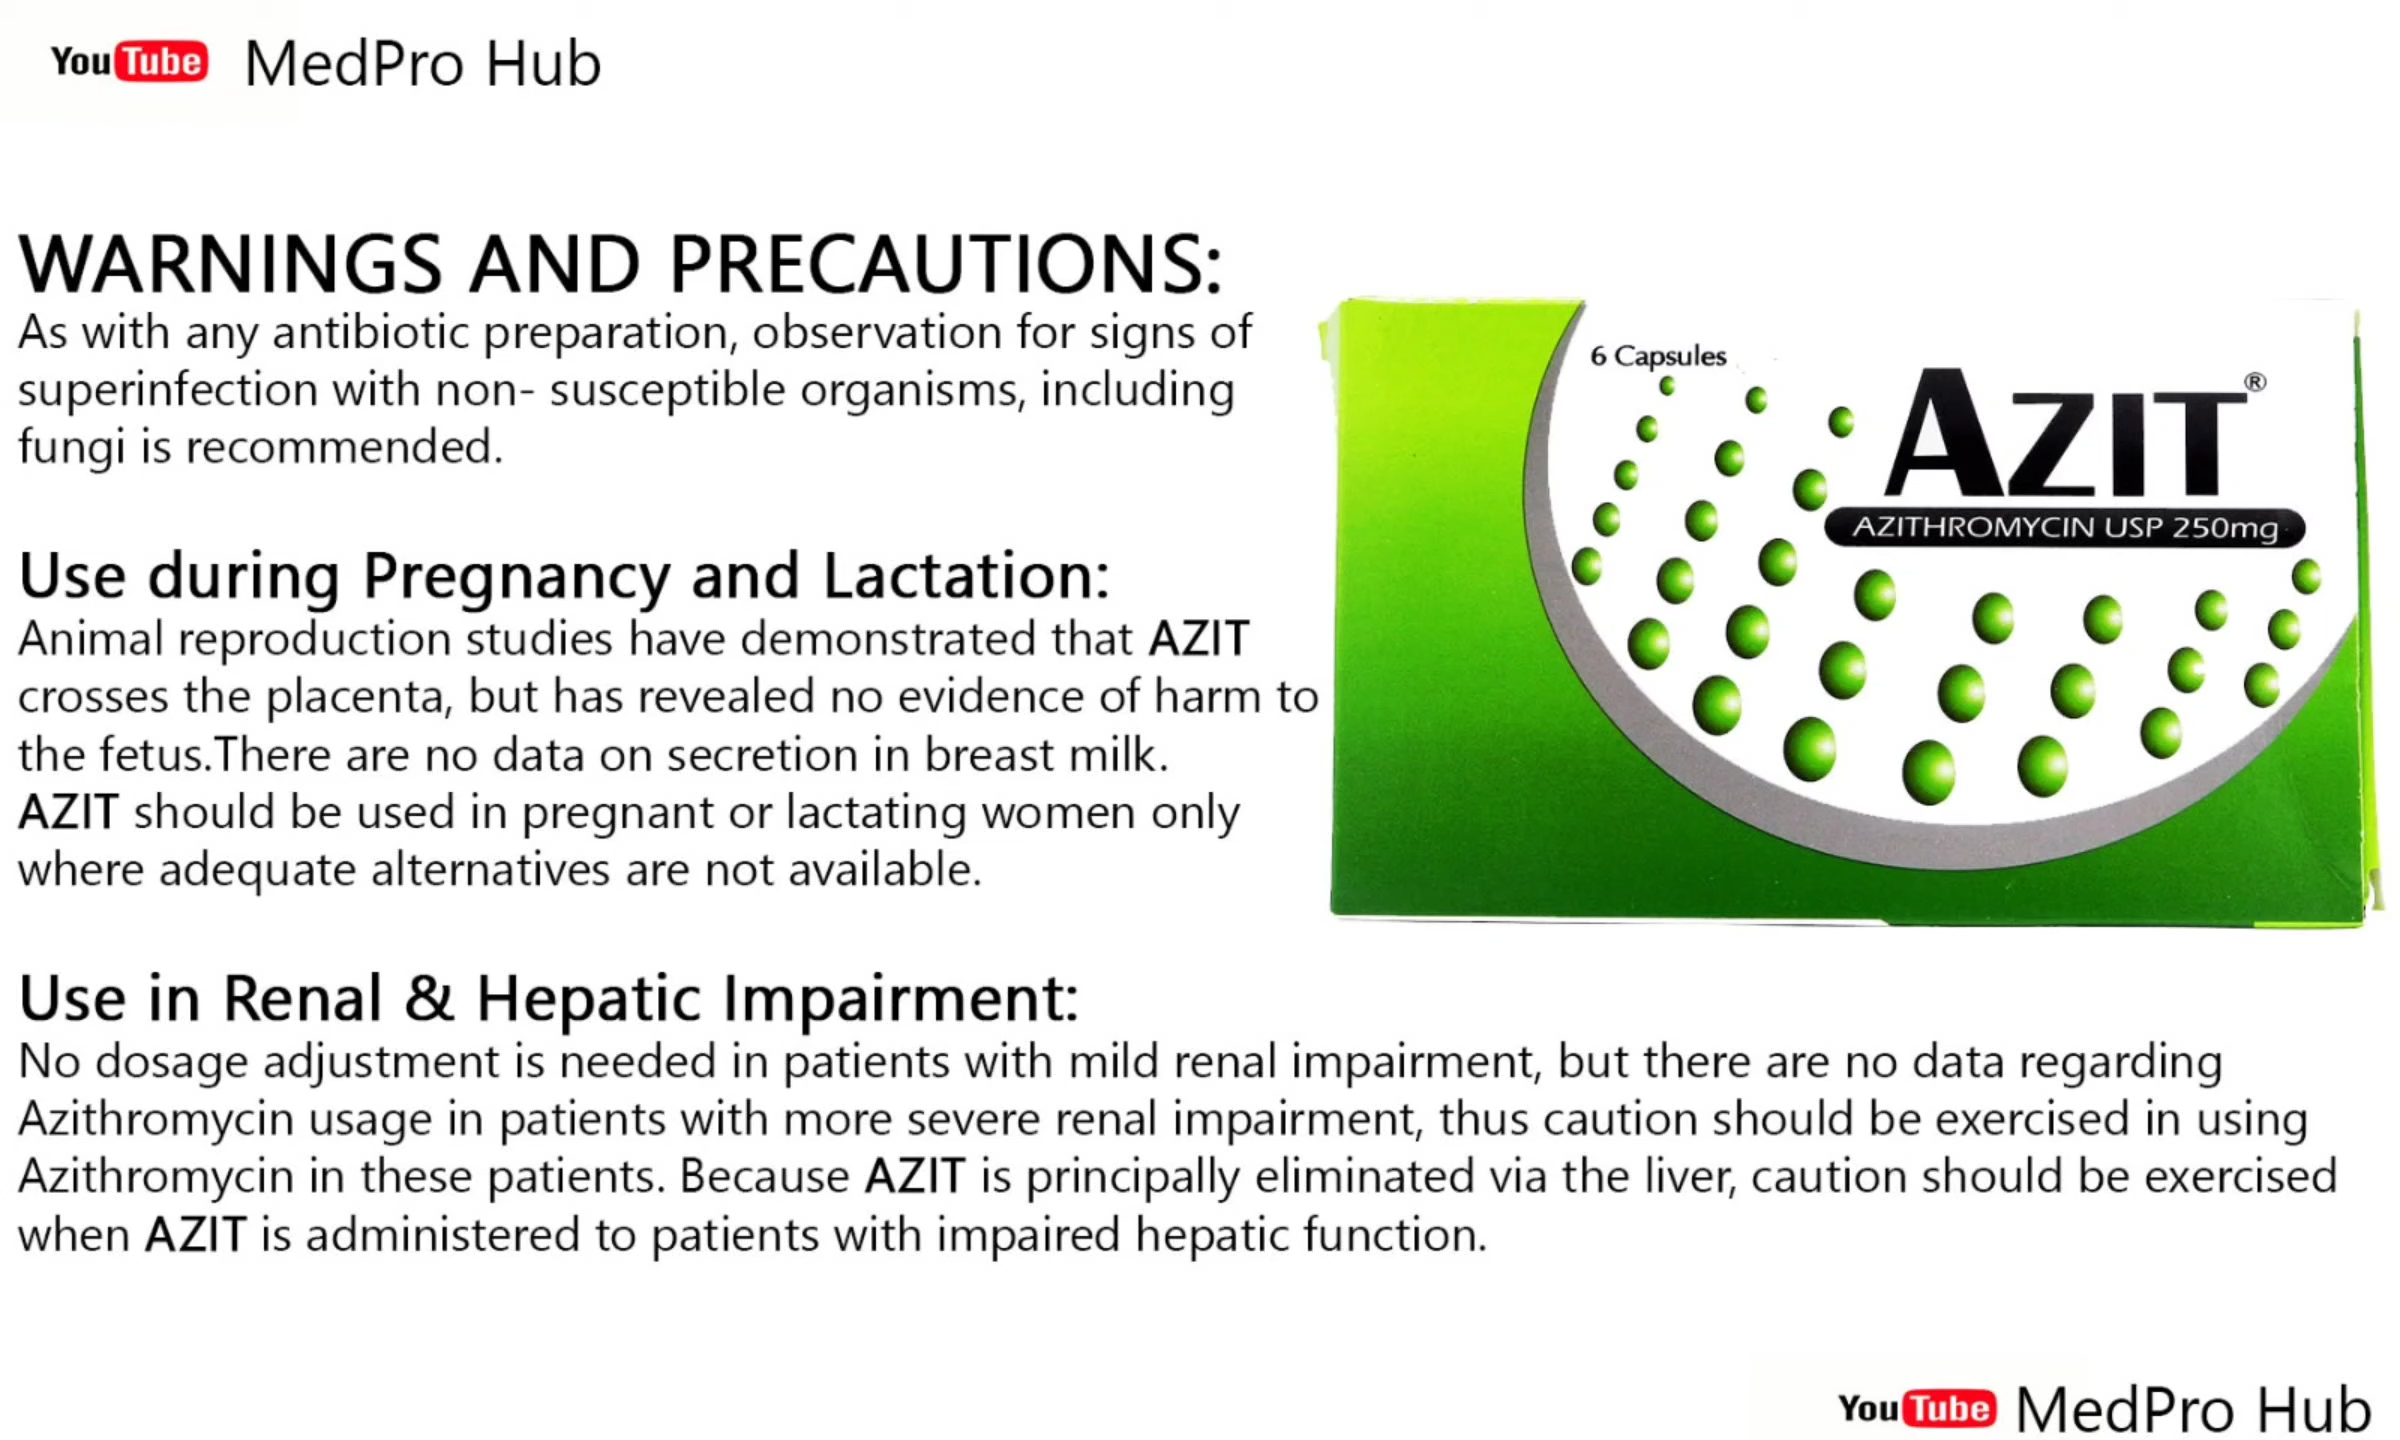 YouTube MedPro Hub
WARNINGS AND PRECAUTIONS:
As with any antibiotic preparation, observation for signs of
superinfection with non- susceptible organisms, including
fungi is recommended.
Use during Pregnancy and Lactation:
Animal reproduction studies have demonstrated that AZIT
crosses the placenta, but has revealed no evidence of harm to
the fetus.There are no data on secretion in breast milk.
AZIT should be used in pregnant or lactating women only
where adequate alternatives are not available.
6 Capsules
AZIT®
AZITHROMYCIN USP 250mg
Use in Renal & Hepatic Impairment:
No dosage adjustment is needed in patients with mild renal impairment, but there are no data regarding
Azithromycin usage in patients with more severe renal impairment, thus caution should be exercised in using
Azithromycin in these patients. Because AZIT is principally eliminated via the liver, caution should be exercised
when AZIT is administered to patients with impaired hepatic function.
YouTube MedPro Hub